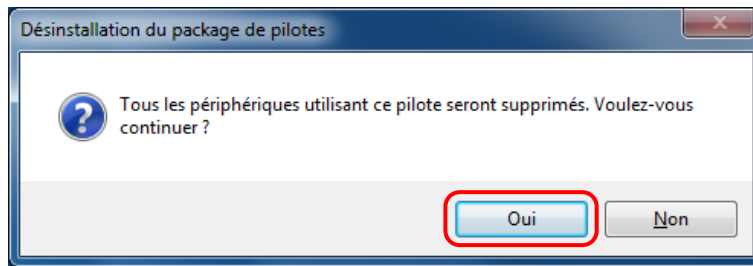 Désinstallation du package de pilotes
Tous les périphériques utilisant ce pilote seront supprimés. Voulez-vous
continuer ?
Oui
Non